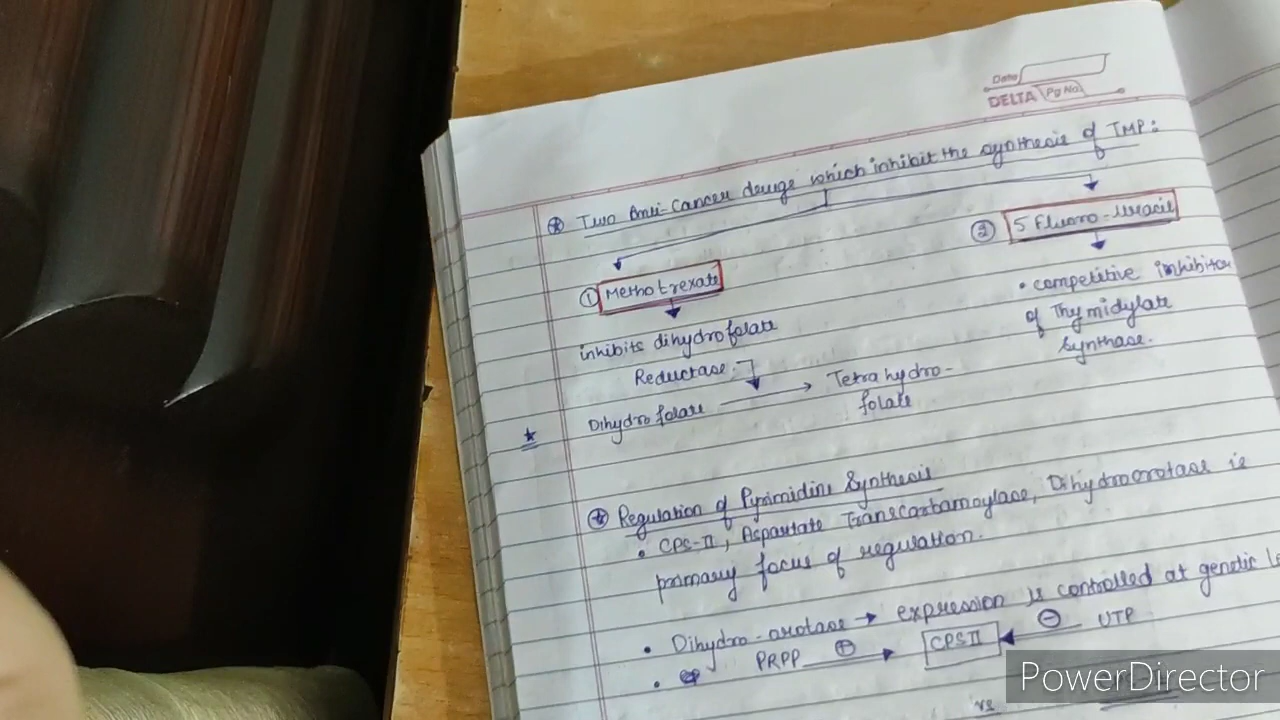 Date
DELTA Pg No.
⊛ Two Anti-cancer drugs which inhibit the synthesis of TMP:
① Methotrexate
② 5 Fluoro-Uracil
inhibits dihydrofolate
Reductase.
Dihydrofolate → Tetrahydro-
folate
• competitive inhibitor
of Thymidylate
synthase.
★
⊛ Regulation of Pyrimidine Synthesis
• CPS-II, Aspartate Transcarbamoylase, Dihydroorotase is
primary focus of regulation.
• Dihydro-orotase → expression is controlled at genetic
• PRPP ⊕ → CPSII ← ⊖ UTP
PowerDirector